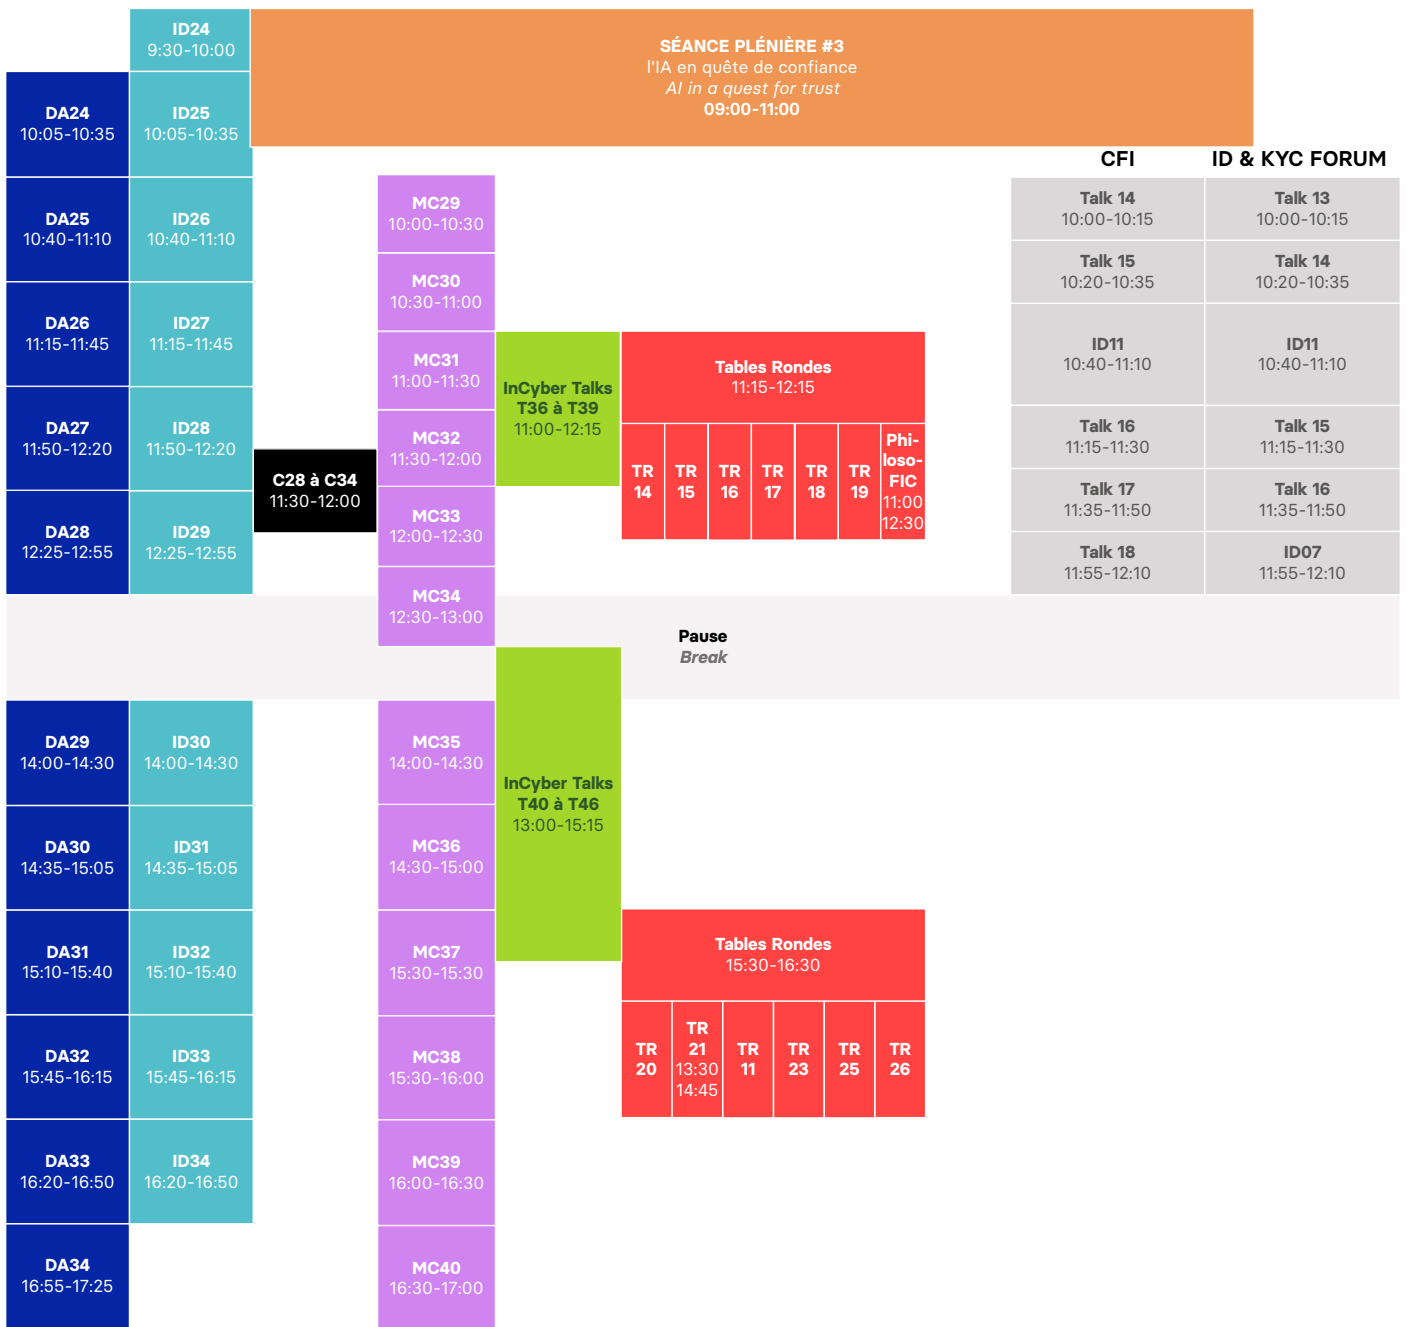 ID24
9:30-10:00
SÉANCE PLÉNIÈRE #3
l'IA en quête de confiance
AI in a quest for trust
09:00-11:00
DA24
10:05-10:35
ID25
10:05-10:35
DA25
10:40-11:10
ID26
10:40-11:10
DA26
11:15-11:45
ID27
11:15-11:45
DA27
11:50-12:20
ID28
11:50-12:20
DA28
12:25-12:55
ID29
12:25-12:55
C28 à C34
11:30-12:00
MC29
10:00-10:30
MC30
10:30-11:00
MC31
11:00-11:30
MC32
11:30-12:00
MC33
12:00-12:30
MC34
12:30-13:00
InCyber Talks
T36 à T39
11:00-12:15
Tables Rondes
11:15-12:15
TR
14
TR
15
TR
16
TR
17
TR
18
TR
19
Phi-
loso-
FIC
11:00
12:30
CFI
Talk 14
10:00-10:15
Talk 15
10:20-10:35
ID11
10:40-11:10
Talk 16
11:15-11:30
Talk 17
11:35-11:50
Talk 18
11:55-12:10
ID & KYC FORUM
Talk 13
10:00-10:15
Talk 14
10:20-10:35
ID11
10:40-11:10
Talk 15
11:15-11:30
Talk 16
11:35-11:50
ID07
11:55-12:10
Pause
Break
DA29
14:00-14:30
ID30
14:00-14:30
DA30
14:35-15:05
ID31
14:35-15:05
DA31
15:10-15:40
ID32
15:10-15:40
DA32
15:45-16:15
ID33
15:45-16:15
DA33
16:20-16:50
ID34
16:20-16:50
DA34
16:55-17:25
MC35
14:00-14:30
MC36
14:30-15:00
MC37
15:30-15:30
MC38
15:30-16:00
MC39
16:00-16:30
MC40
16:30-17:00
InCyber Talks
T40 à T46
13:00-15:15
Tables Rondes
15:30-16:30
TR
20
TR
21
13:30
14:45
TR
11
TR
23
TR
25
TR
26